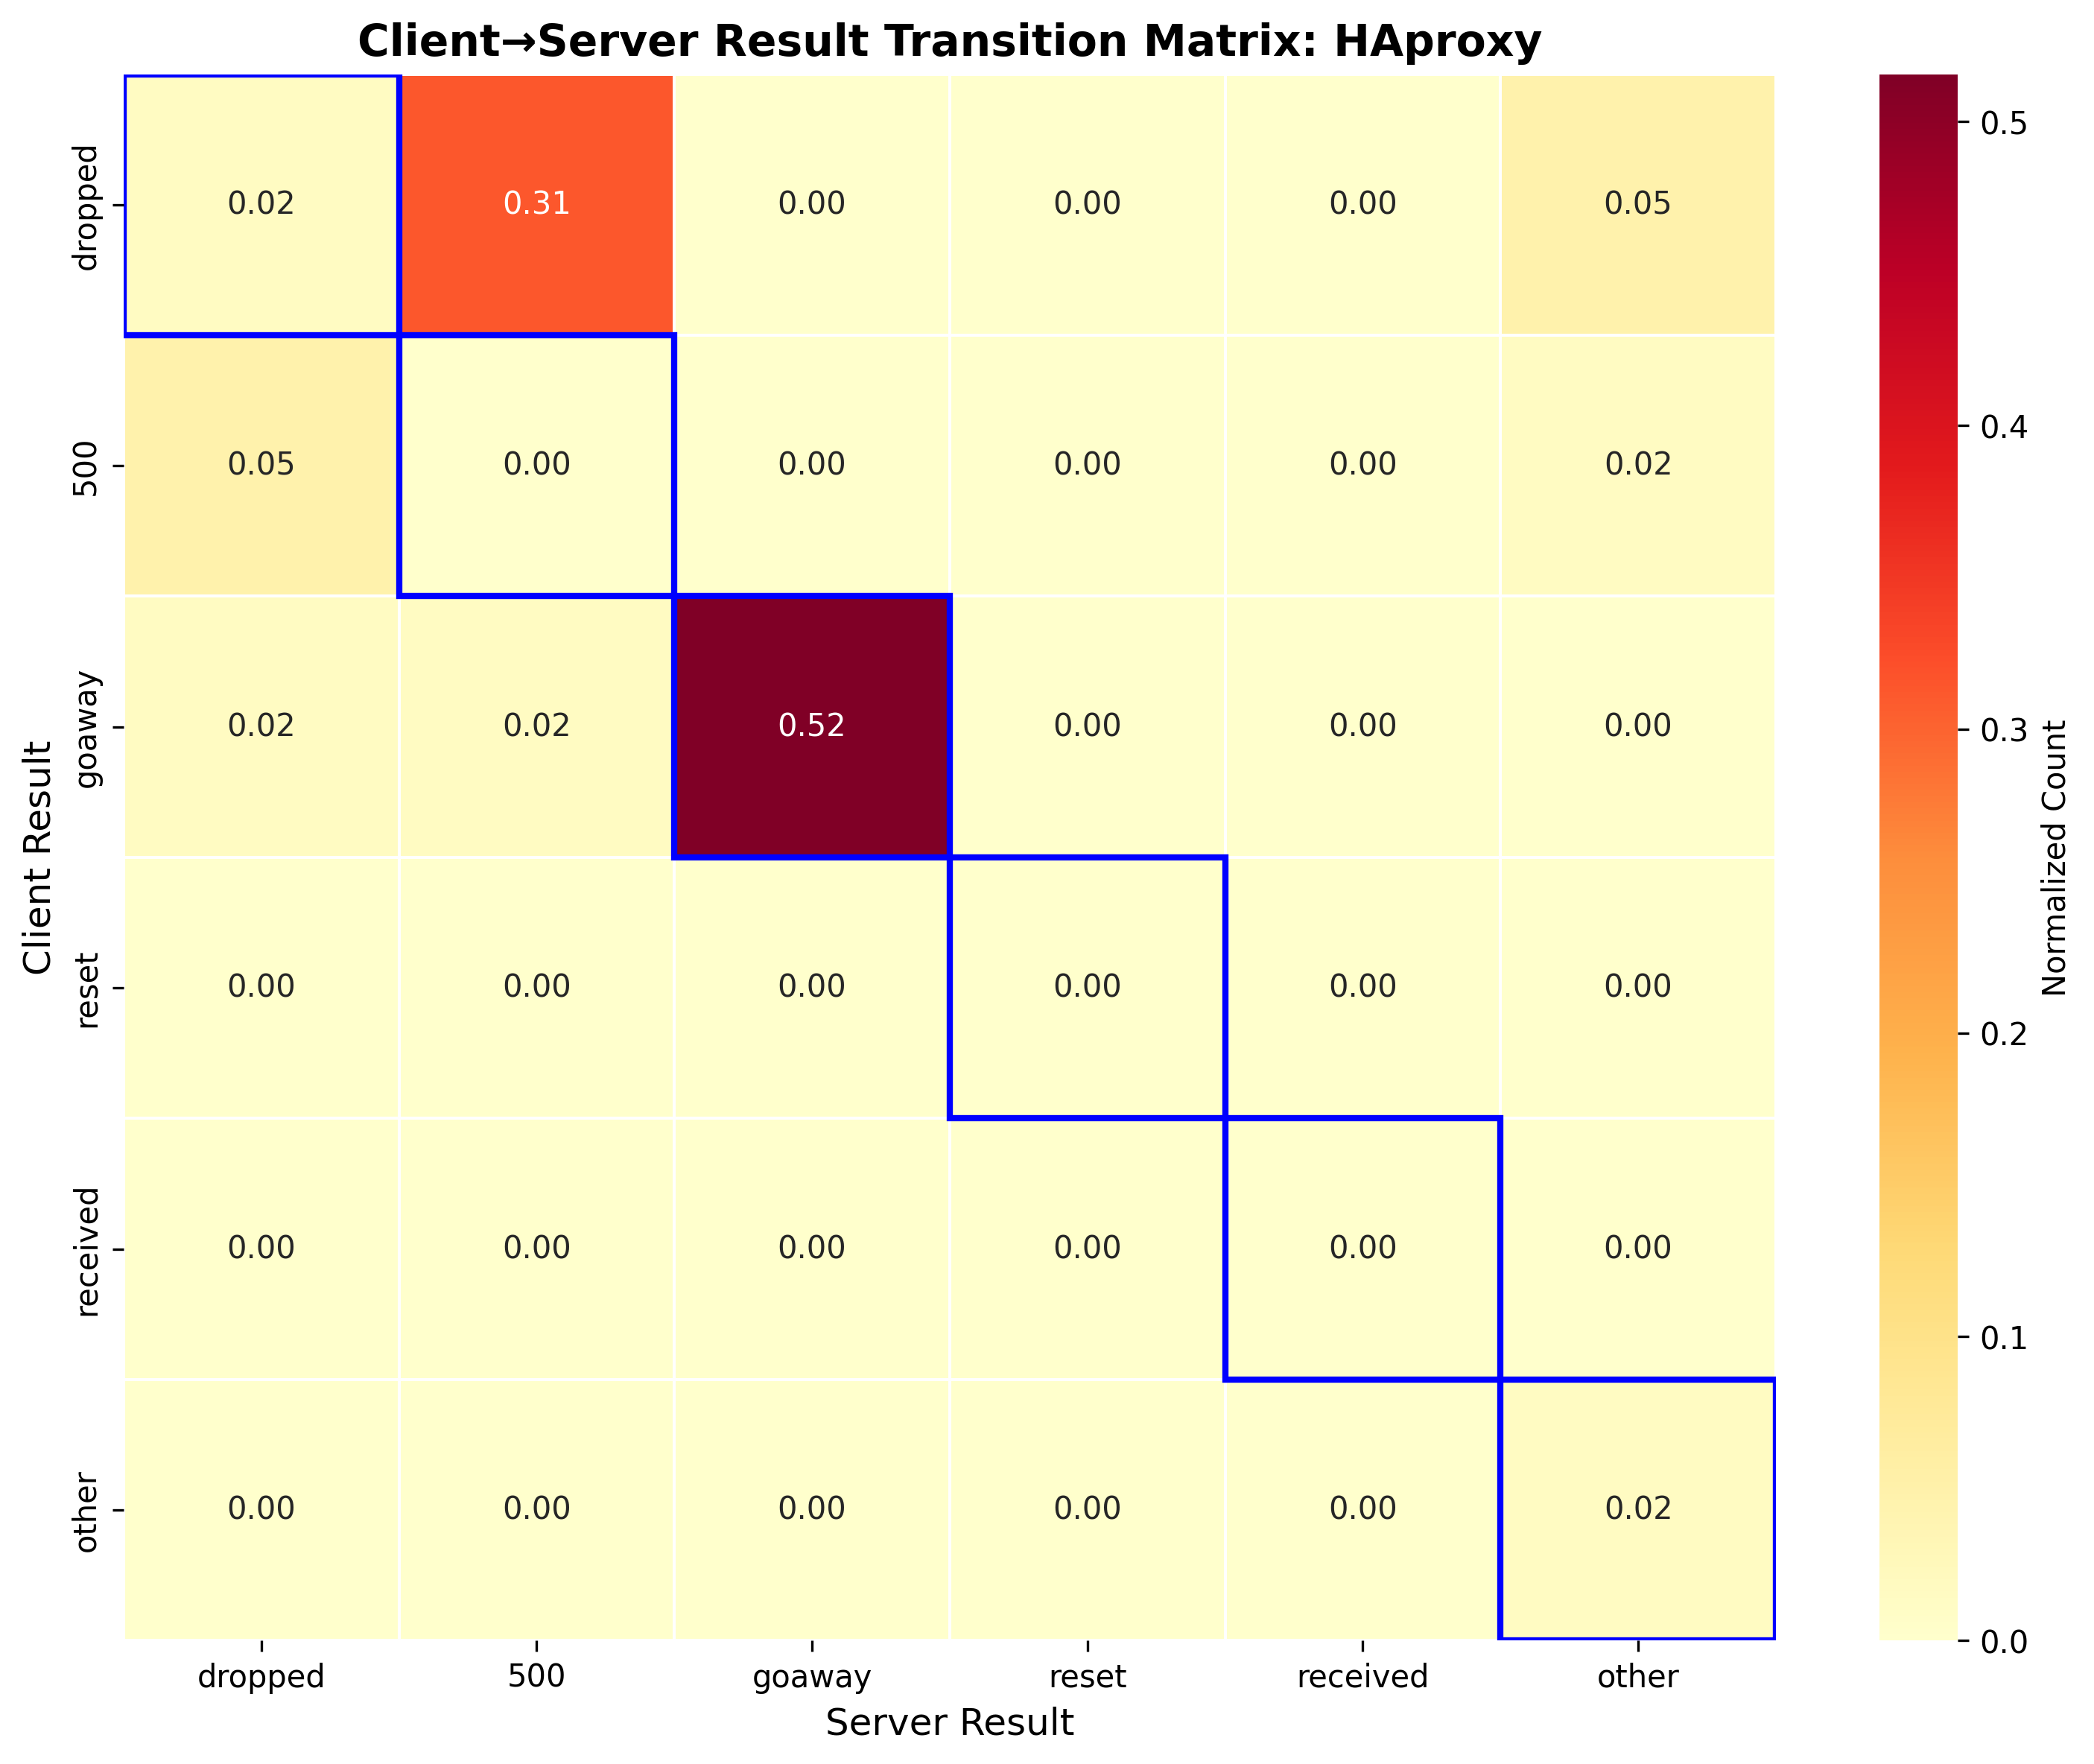 Client→Server Result Transition Matrix: HAproxy
Client Result
dropped 0.02 0.31 0.00 0.00 0.00 0.05
500 0.05 0.00 0.00 0.00 0.00 0.02
goaway 0.02 0.02 0.52 0.00 0.00 0.00
reset 0.00 0.00 0.00 0.00 0.00 0.00
received 0.00 0.00 0.00 0.00 0.00 0.00
other 0.00 0.00 0.00 0.00 0.00 0.02
dropped 500 goaway reset received other
Server Result
0.5
0.4
0.3
0.2
0.1
0.0
Normalized Count